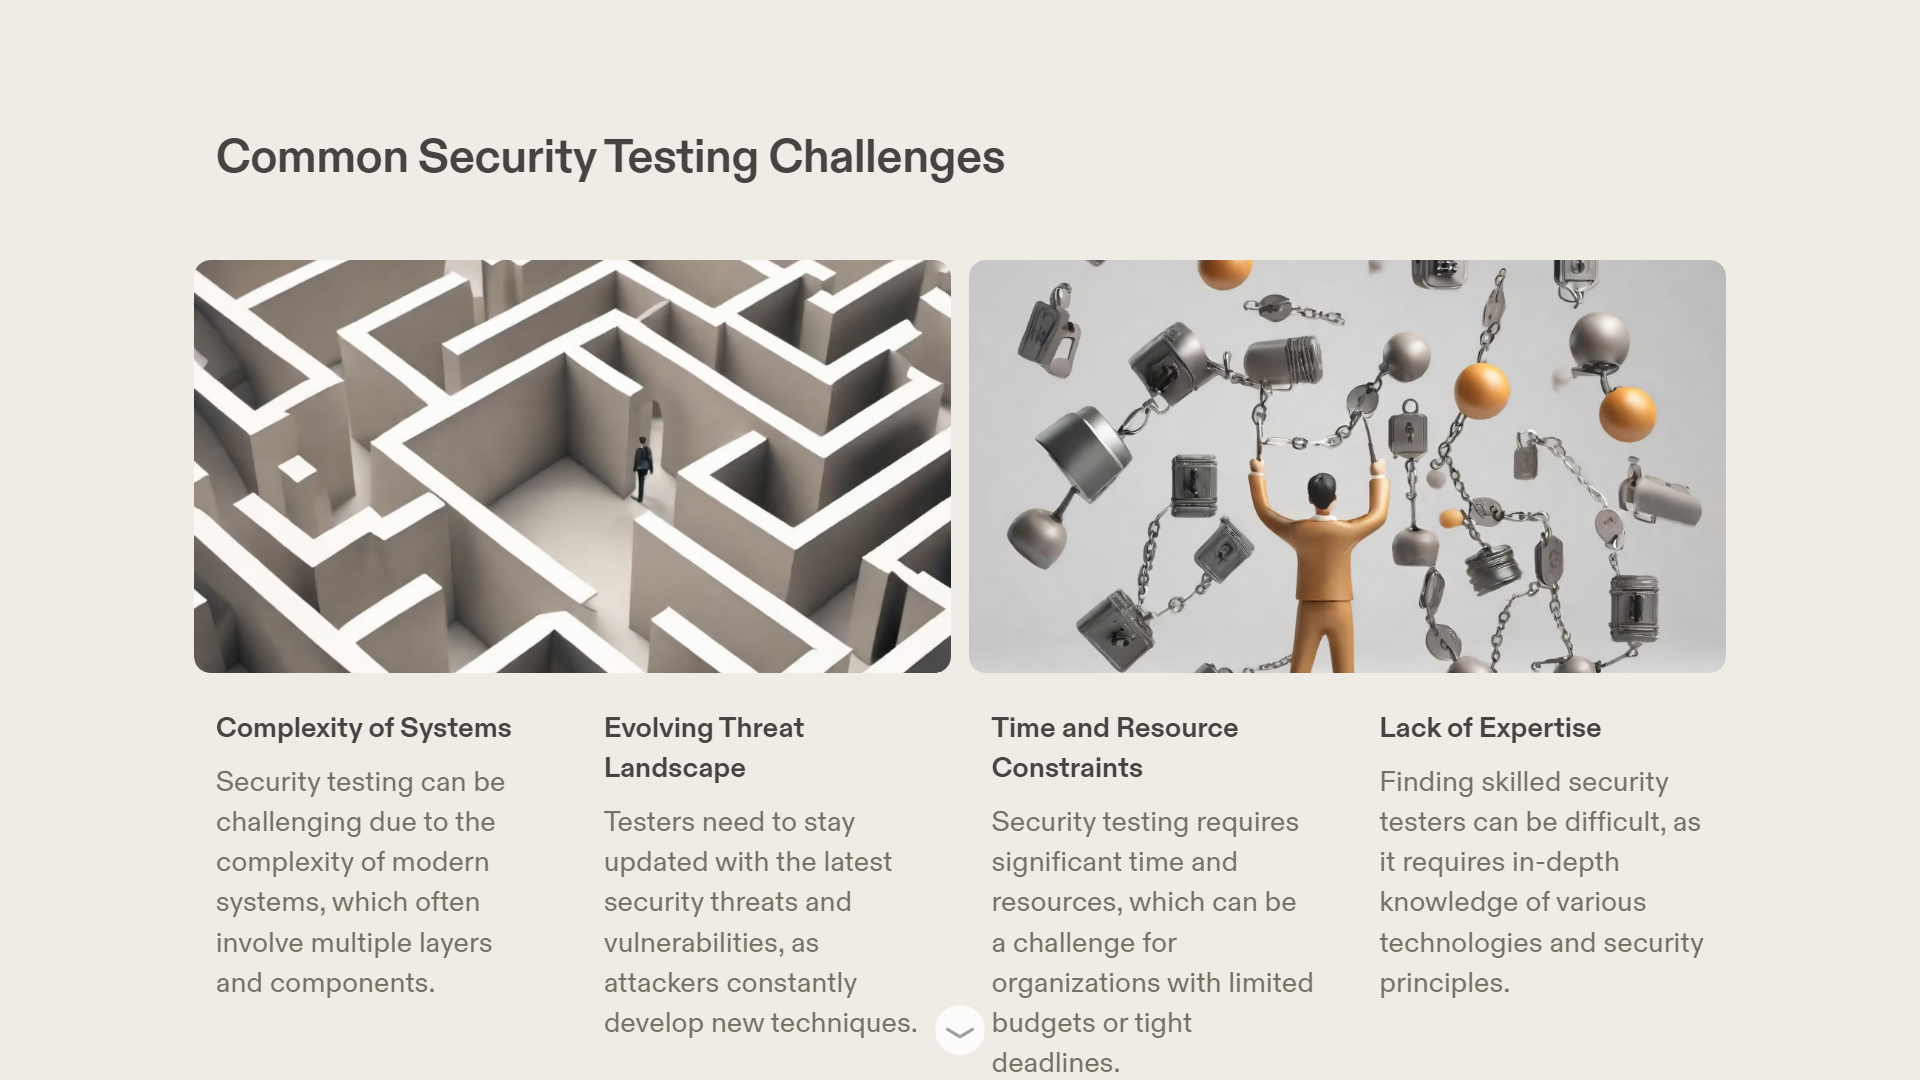 Common Security Testing Challenges
Complexity of Systems
Security testing can be
challenging due to the
complexity of modern
systems, which often
involve multiple layers
and components.
Evolving Threat
Landscape
Testers need to stay
updated with the latest
security threats and
vulnerabilities, as
attackers constantly
develop new techniques.
Time and Resource
Constraints
Security testing requires
significant time and
resources, which can be
a challenge for
organizations with limited
budgets or tight
deadlines.
Lack of Expertise
Finding skilled security
testers can be difficult, as
it requires in-depth
knowledge of various
technologies and security
principles.